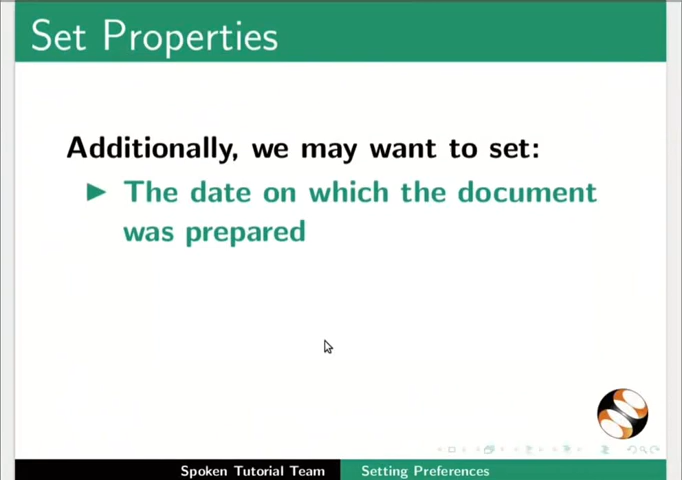 Set Properties
Additionally, we may want to set:
The date on which the document
was prepared
Spoken Tutorial Team
Setting Preferences